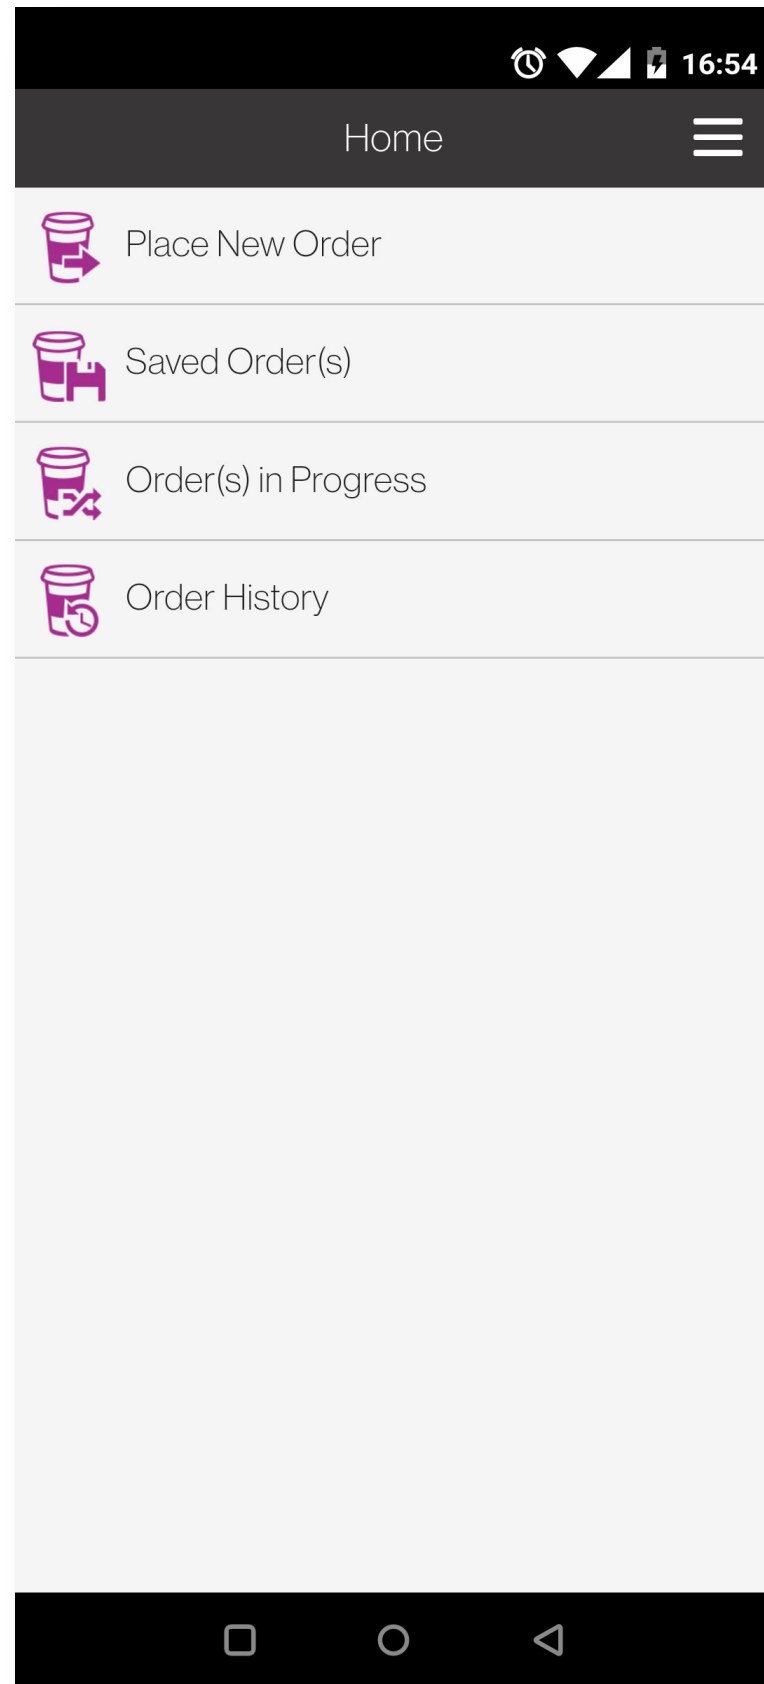 16:54
Home
Place New Order
Saved Order(s)
Order(s) in Progress
Order History